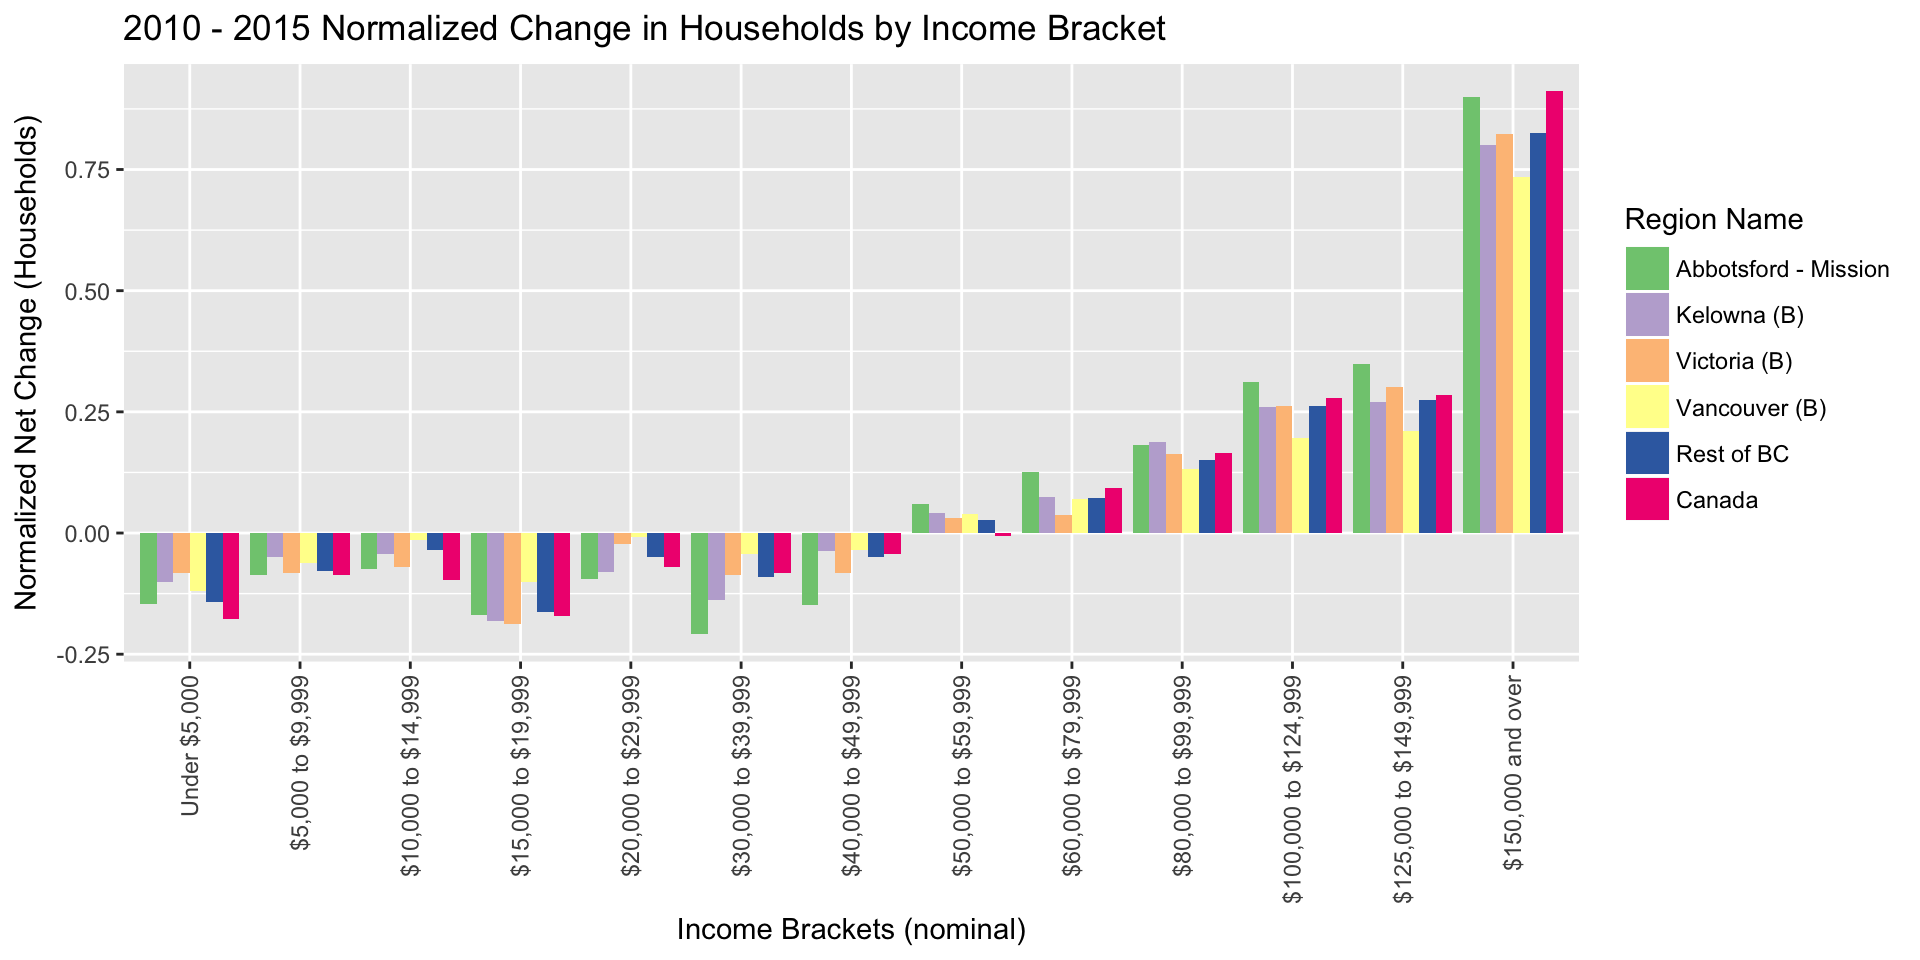 2010 - 2015 Normalized Change in Households by Income Bracket
Normalized Net Change (Households)
0.75
0.50
0.25
0.00
-0.25
Under $5,000
$5,000 to $9,999
$10,000 to $14,999
$15,000 to $19,999
$20,000 to $29,999
$30,000 to $39,999
$40,000 to $49,999
$50,000 to $59,999
$60,000 to $79,999
$80,000 to $99,999
$100,000 to $124,999
$125,000 to $149,999
$150,000 and over
Income Brackets (nominal)
Region Name
Abbotsford - Mission
Kelowna (B)
Victoria (B)
Vancouver (B)
Rest of BC
Canada